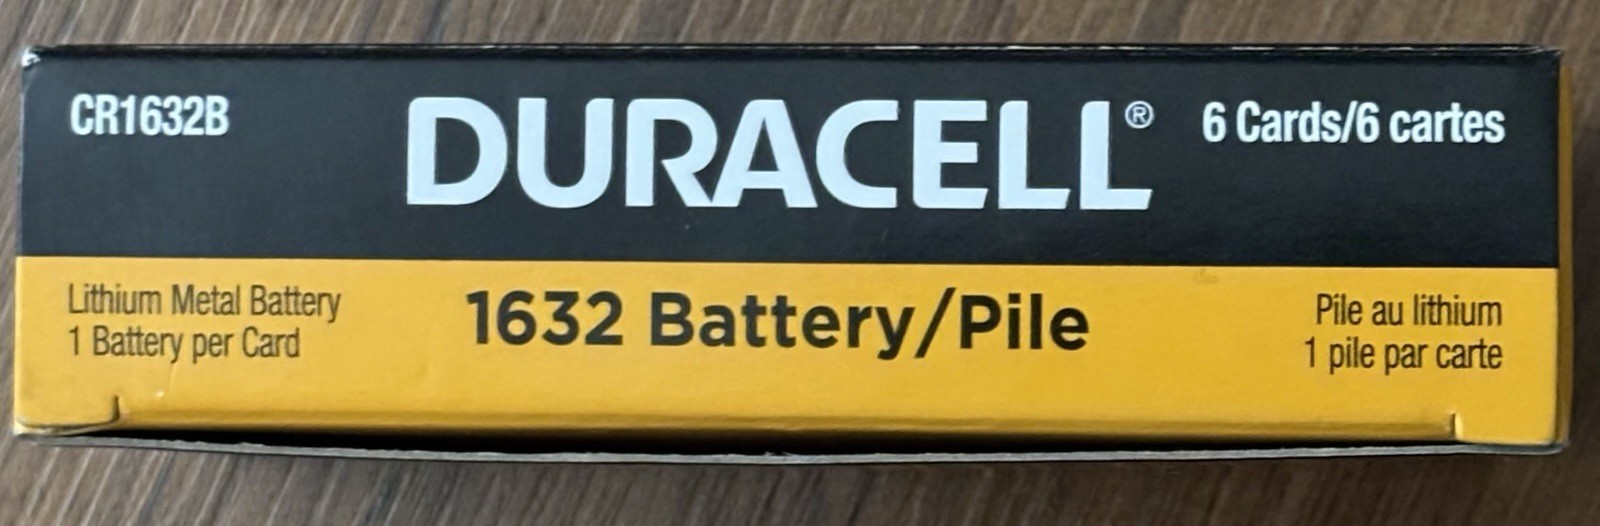 CR1632B
DURACELL®
6 Cards/6 cartes
Lithium Metal Battery
1 Battery per Card
1632 Battery/Pile
Pile au lithium
1 pile par carte